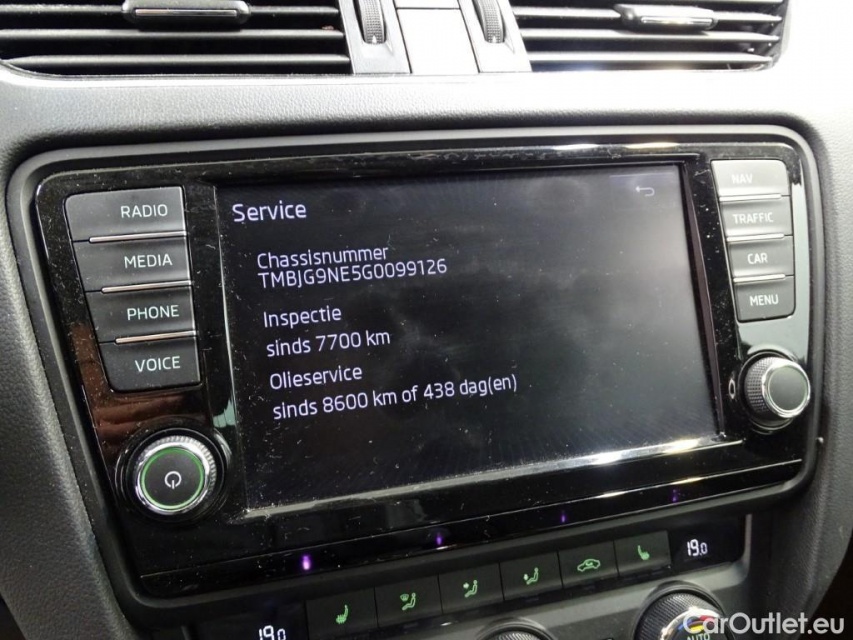 RADIO
MEDIA
PHONE
VOICE
Service
Chassisnummer
TMBJG9NE5G0099126
Inspectie
sinds 7700 km
Olieservice
sinds 8600 km of 438 dag(en)
NAV
TRAFFIC
CAR
MENU
19.0
19.0
AUTO
CarOutlet.eu